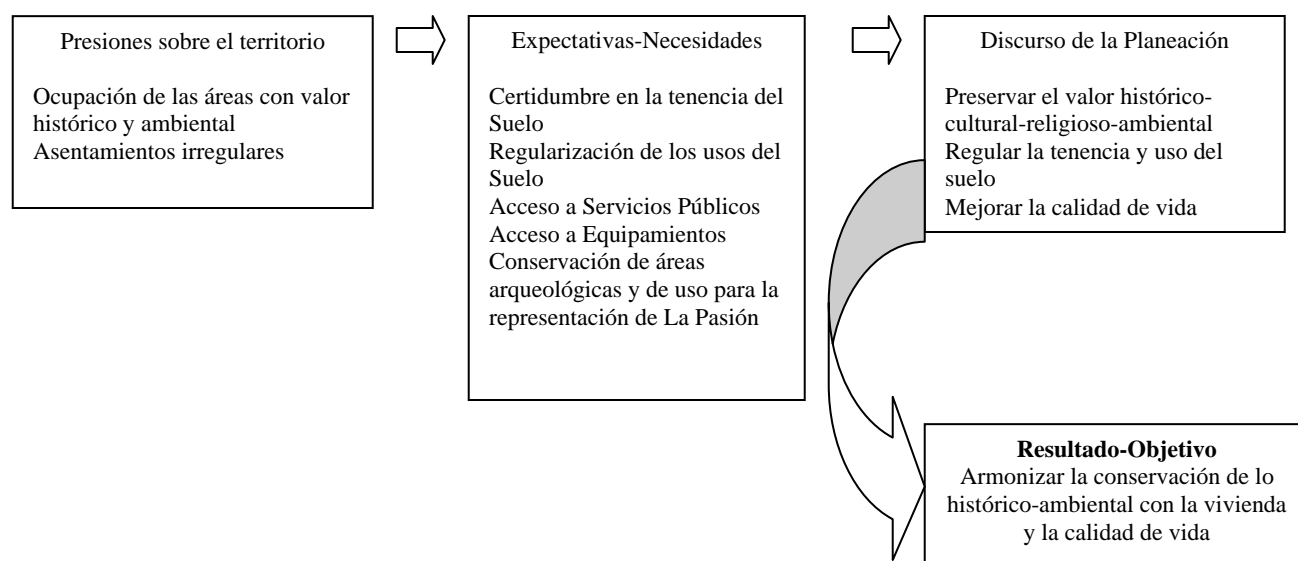 Presiones sobre el territorio
Ocupación de las áreas con valor
histórico y ambiental
Asentamientos irregulares
Expectativas-Necesidades
Certidumbre en la tenencia del
Suelo
Regularización de los usos del
Suelo
Acceso a Servicios Públicos
Acceso a Equipamientos
Conservación de áreas
arqueológicas y de uso para la
representación de La Pasión
Discurso de la Planeación
Preservar el valor histórico-
cultural-religioso-ambiental
Regular la tenencia y uso del
suelo
Mejorar la calidad de vida
Resultado-Objetivo
Armonizar la conservación de lo
histórico-ambiental con la vivienda
y la calidad de vida